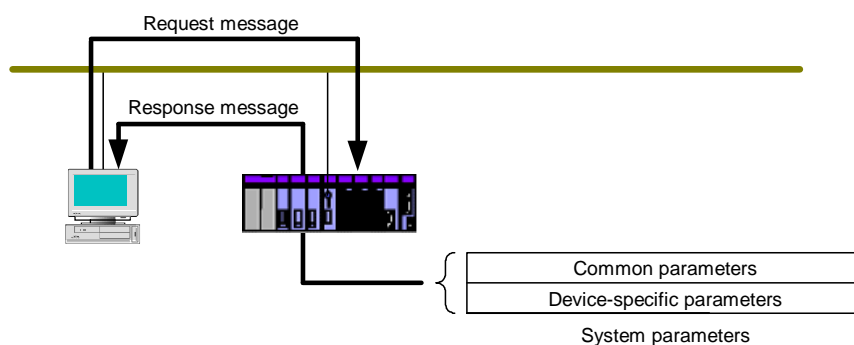 Request message
Response message
Common parameters
Device-specific parameters
System parameters